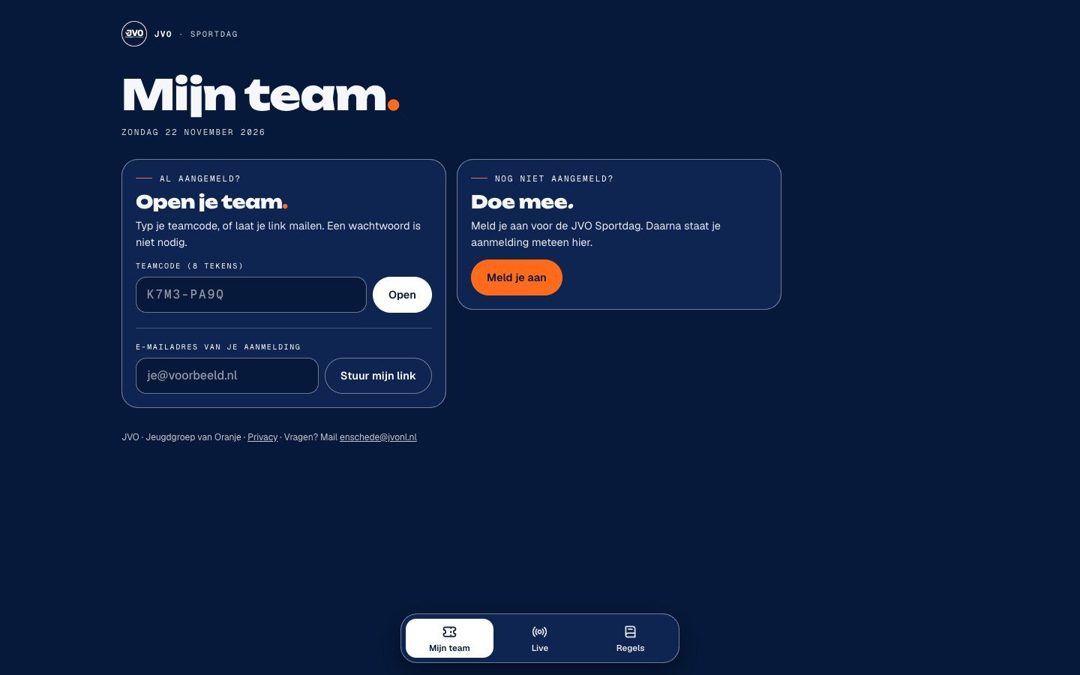 JVO JVO · SPORTDAG
Mijn team.
ZONDAG 22 NOVEMBER 2026
AL AANGEMELD?
Open je team.
Typ je teamcode, of laat je link mailen. Een wachtwoord is
niet nodig.
TEAMCODE (8 TEKENS)
K7M3-PA9Q
Open
E-MAILADRES VAN JE AANMELDING
je@voorbeeld.nl
Stuur mijn link
NOG NIET AANGEMELD?
Doe mee.
Meld je aan voor de JVO Sportdag. Daarna staat je
aanmelding meteen hier.
Meld je aan
JVO · Jeugdgroep van Oranje · Privacy · Vragen? Mail enschede@jvonl.nl
Mijn team
Live
Regels